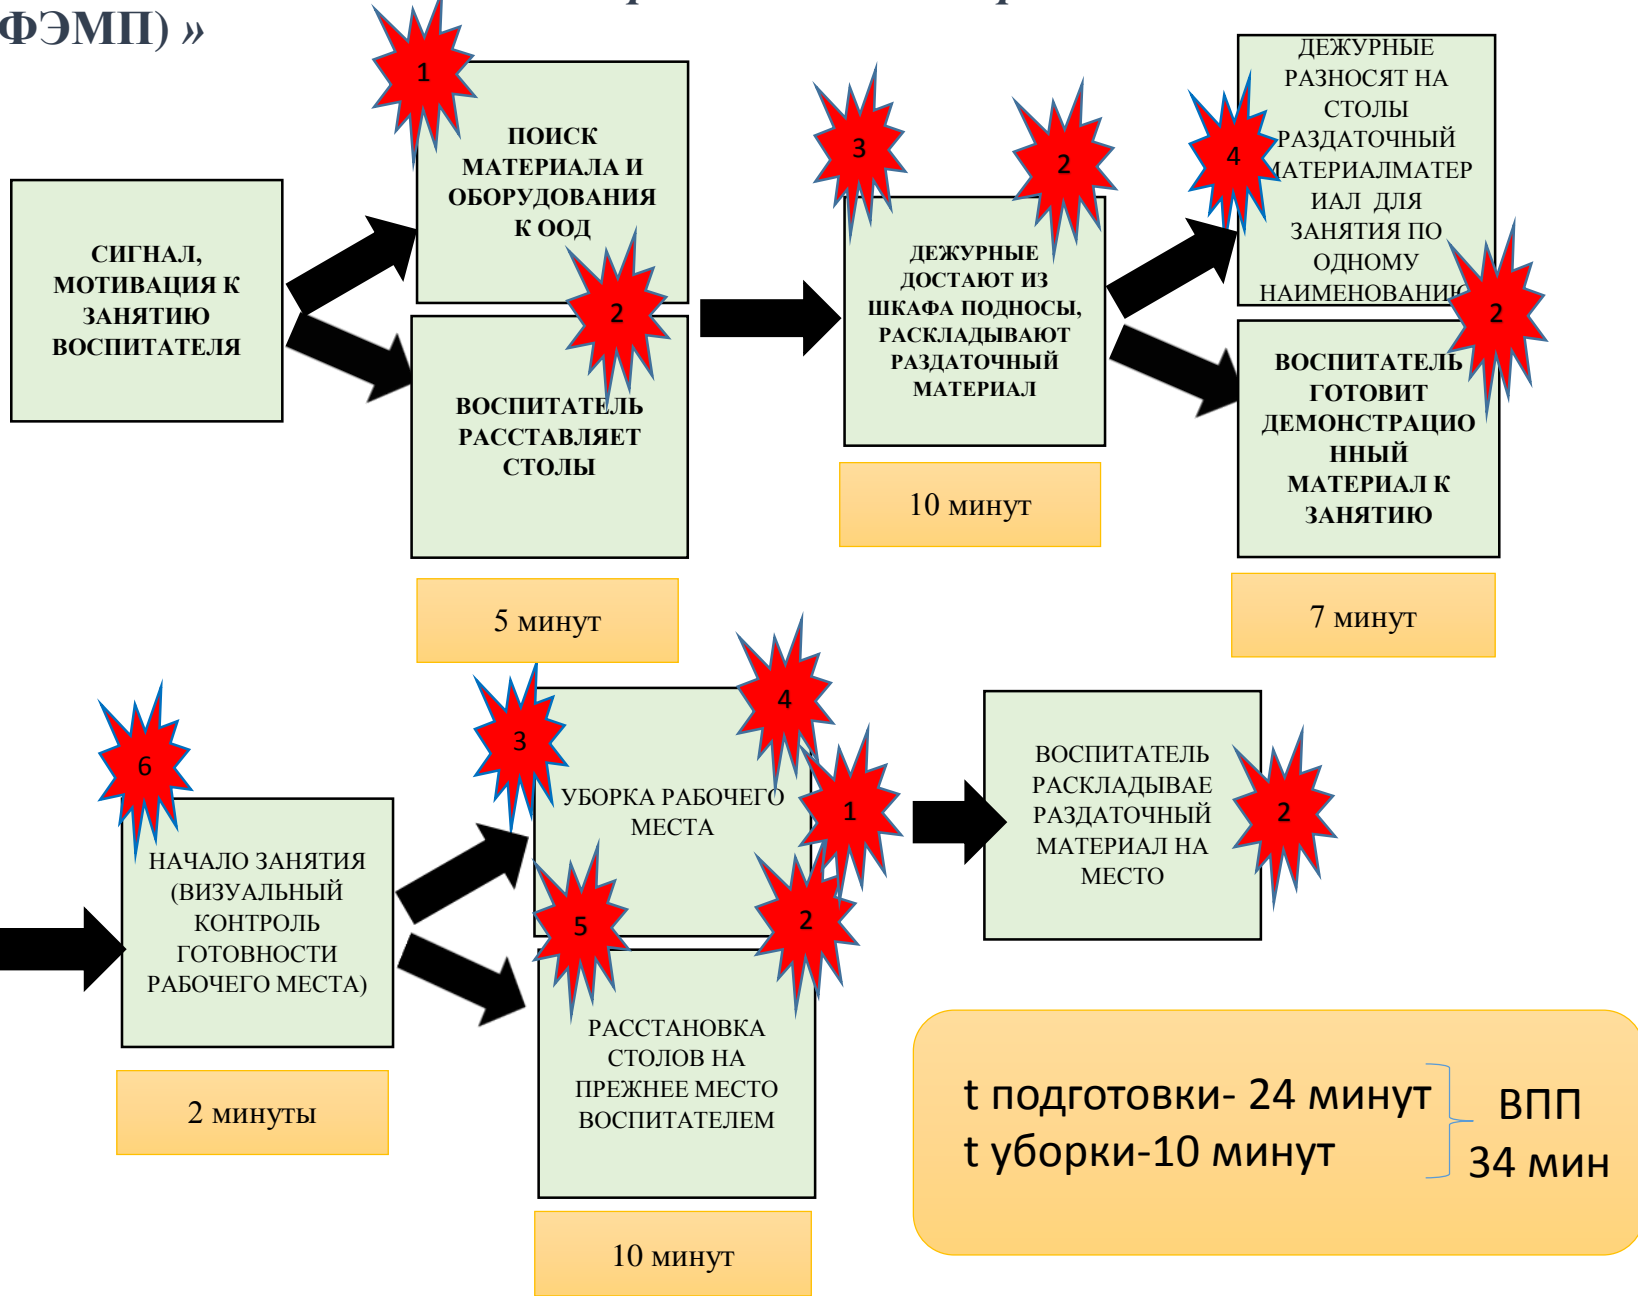 ФЭМП) »
1
ПОИСК
МАТЕРИАЛА И
ОБОРУДОВАНИЯ
К ООД
СИГНАЛ,
МОТИВАЦИЯ К
ЗАНЯТИЮ
ВОСПИТАТЕЛЯ
2
ВОСПИТАТЕЛЬ
РАССТАВЛЯЕТ
СТОЛЫ
5 минут
3
2
ДЕЖУРНЫЕ
ДОСТАЮТ ИЗ
ШКАФА ПОДНОСЫ,
РАСКЛАДЫВАЮТ
РАЗДАТОЧНЫЙ
МАТЕРИАЛ
10 минут
4
ДЕЖУРНЫЕ
РАЗНОСЯТ НА
СТОЛЫ
РАЗДАТОЧНЫЙ
МАТЕРИАЛМАТЕР
ИАЛ ДЛЯ
ЗАНЯТИЯ ПО
ОДНОМУ
НАИМЕНОВАНИЮ
2
ВОСПИТАТЕЛЬ
ГОТОВИТ
ДЕМОНСТРАЦИО
ННЫЙ
МАТЕРИАЛ К
ЗАНЯТИЮ
7 минут
6
НАЧАЛО ЗАНЯТИЯ
(ВИЗУАЛЬНЫЙ
КОНТРОЛЬ
ГОТОВНОСТИ
РАБОЧЕГО МЕСТА)
2 минуты
3
4
1
УБОРКА РАБОЧЕГО
МЕСТА
5
2
РАССТАНОВКА
СТОЛОВ НА
ПРЕЖНЕЕ МЕСТО
ВОСПИТАТЕЛЕМ
10 минут
ВОСПИТАТЕЛЬ
РАСКЛАДЫВАЕ
РАЗДАТОЧНЫЙ
МАТЕРИАЛ НА
МЕСТО
2
t подготовки- 24 минут
t уборки-10 минут
ВПП
34 мин